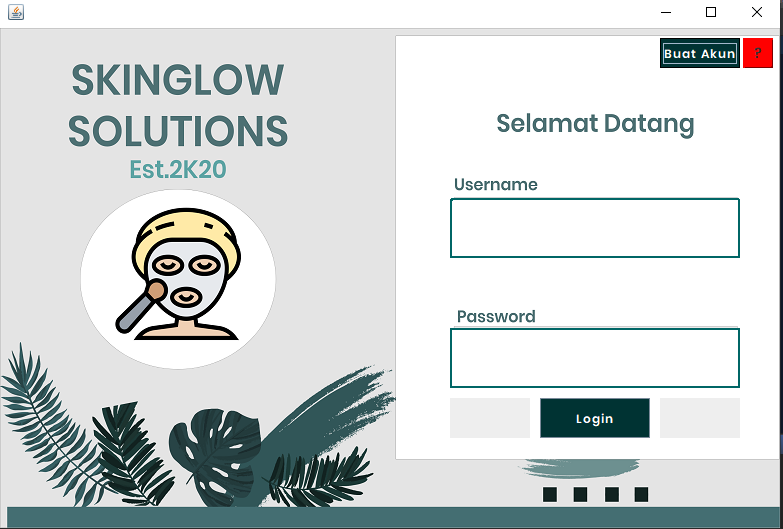 SKINGLOW
SOLUTIONS
Est.2K20
Buat Akun
?
Selamat Datang
Username
Password
Login